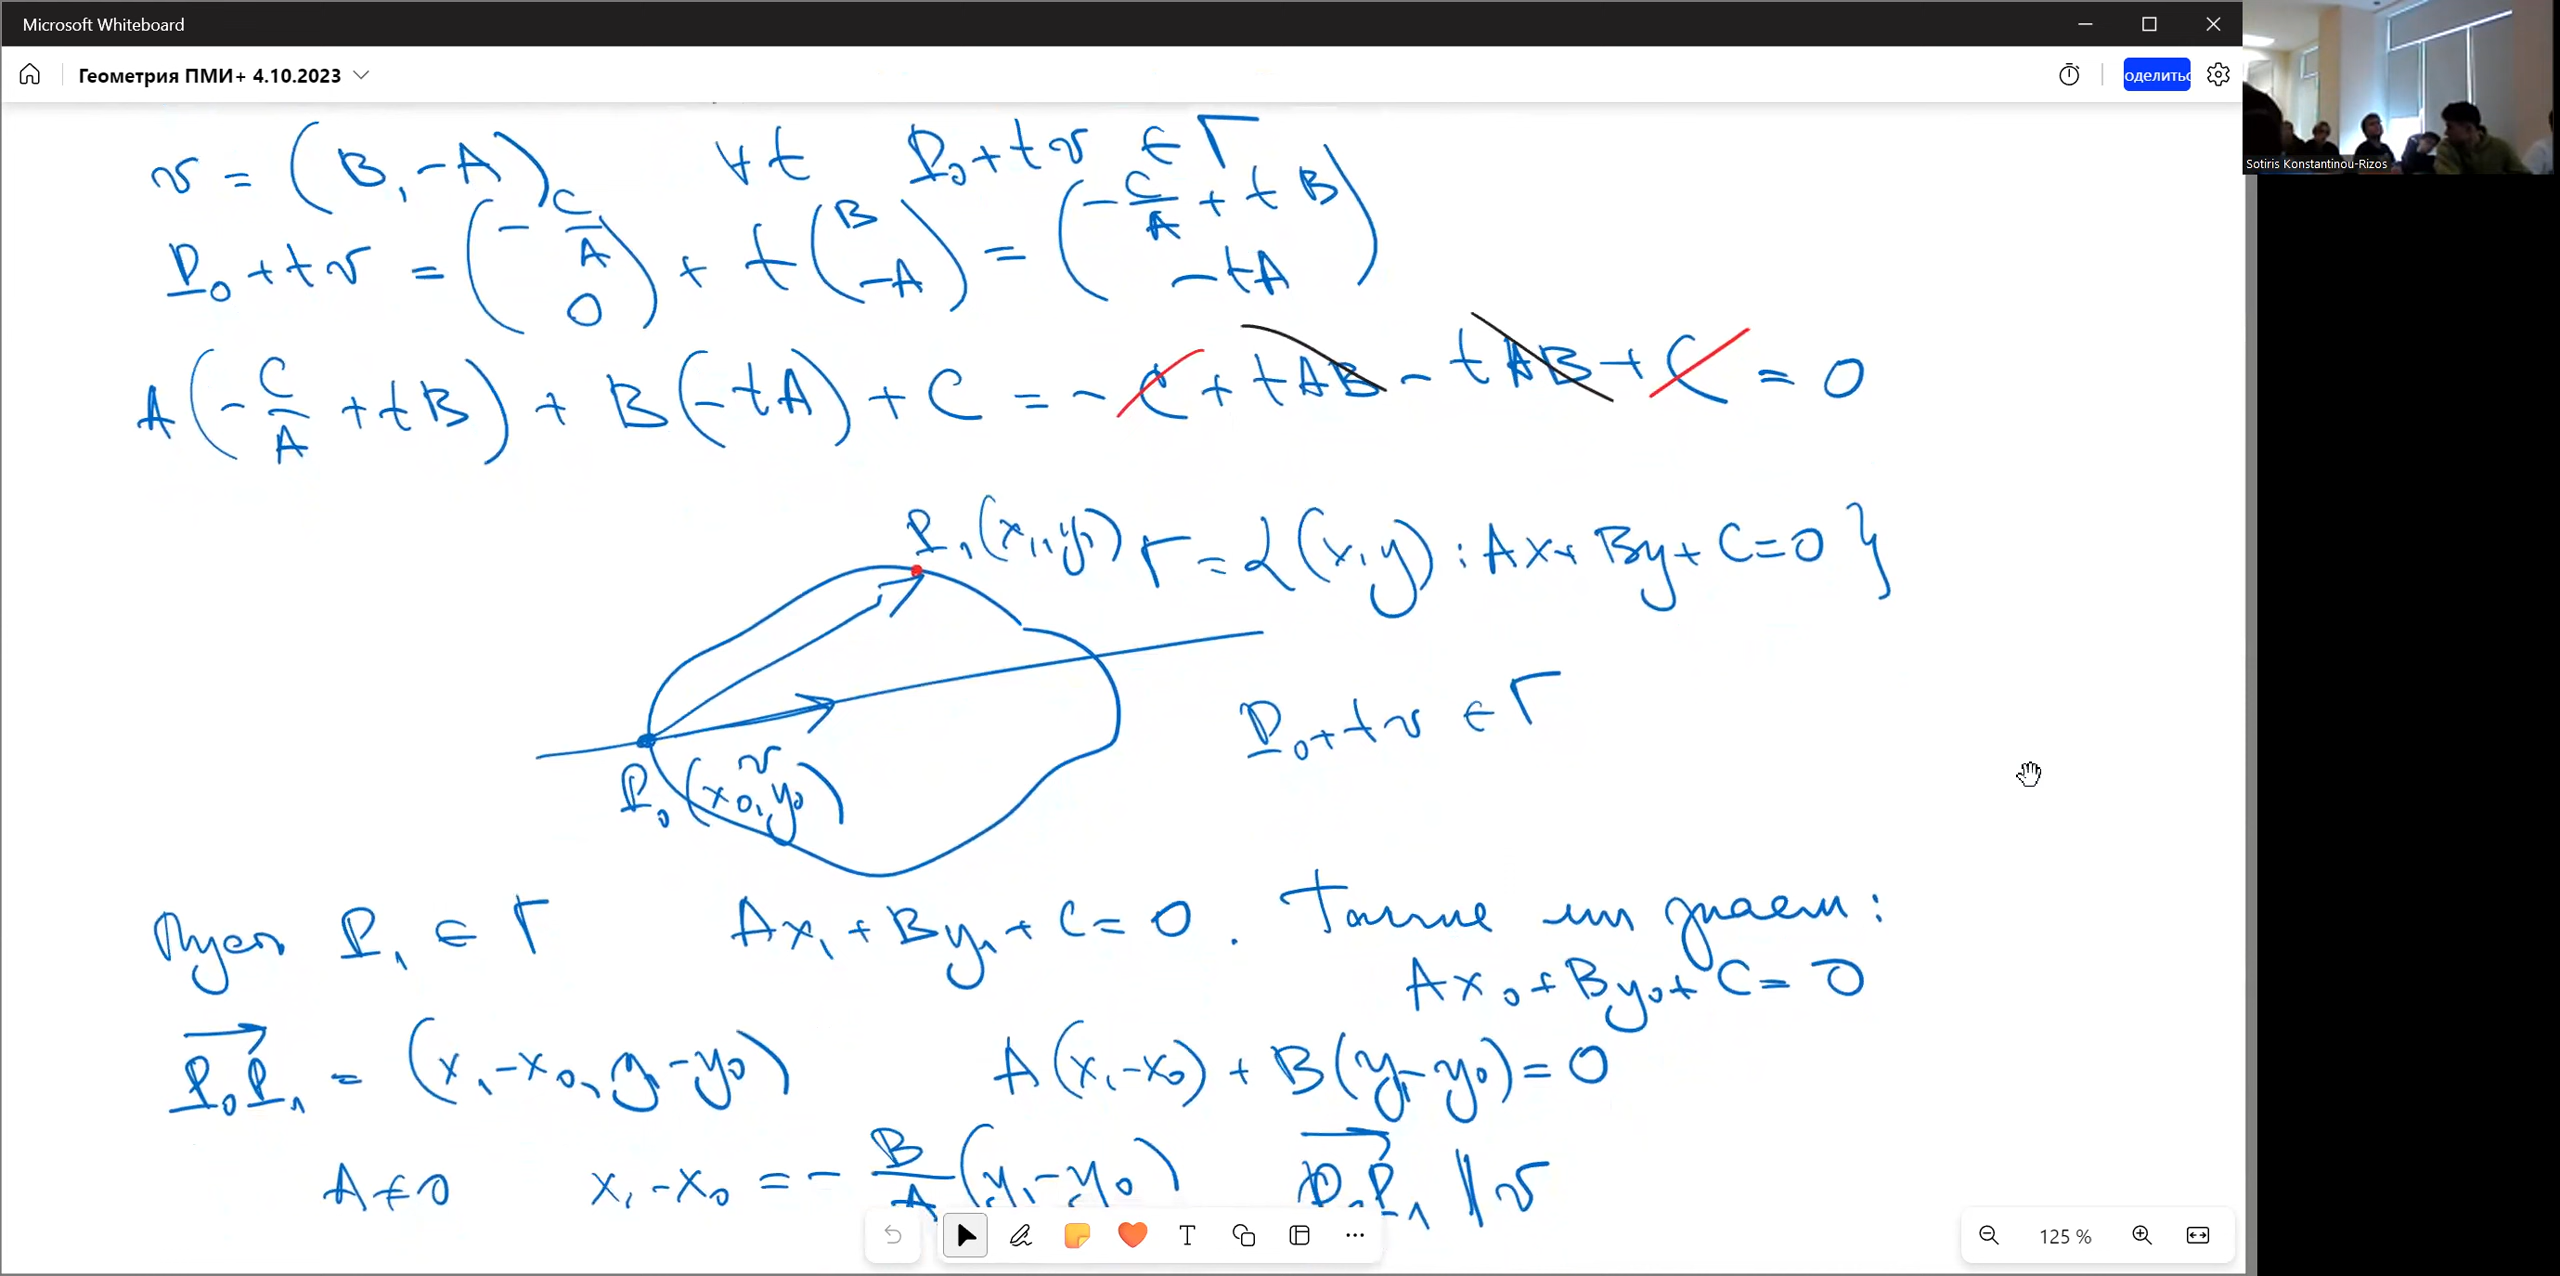 Microsoft Whiteboard
Геометрия ПМИ+ 4.10.2023
оделитьс
Sotiris Konstantinou-Rizos
v = (B, -A) ∀t P₀ + tv ∈ Γ
P₀ + tv = (-C/A, 0) + t(B, -A) = (-C/A + tB, -tA)
A(-C/A + tB) + B(-tA) + C = -C + tAB - tAB + C = 0
P₁(x₁, y₁) Γ = {(x, y) : Ax + By + C = 0}
P₀ + tv ∈ Γ
v
P₀(x₀, y₀)
Пусть P₁ ∈ Γ Ax₁ + By₁ + C = 0. Также мы знаем:
Ax₀ + By₀ + C = 0
P₀P₁ = (x₁ - x₀, y₁ - y₀) A(x₁ - x₀) + B(y₁ - y₀) = 0
A ≠ 0 x₁ - x₀ = - B/A (y₁ - y₀) P₀P₁ ∥ v
125 %